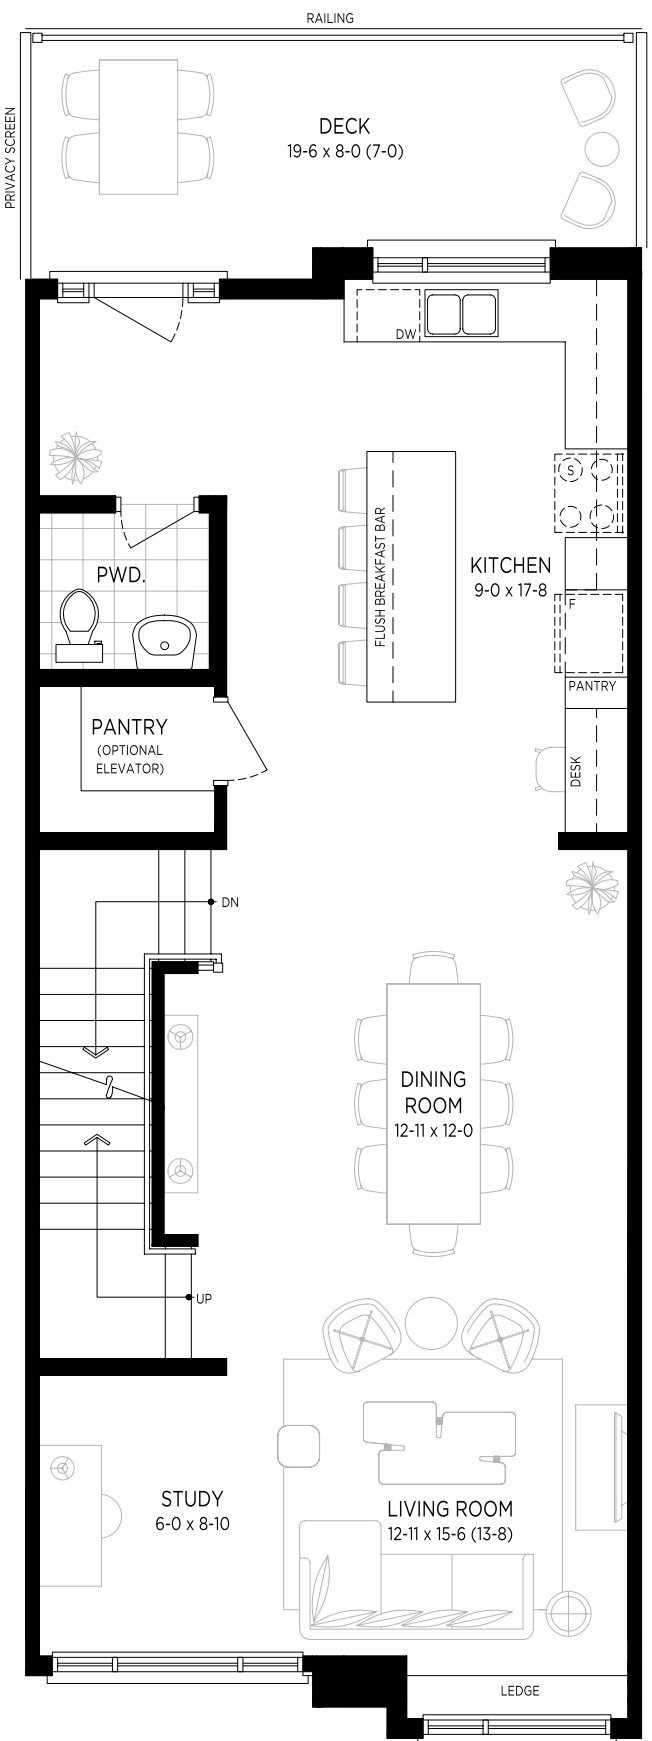 RAILING
PRIVACY SCREEN
DECK
19-6 x 8-0 (7-0)
DW
S
FLUSH BREAKFAST BAR
KITCHEN
9-0 x 17-8
PWD.
F
PANTRY
PANTRY
(OPTIONAL
ELEVATOR)
DESK
DN
DINING
ROOM
12-11 x 12-0
UP
STUDY
6-0 x 8-10
LIVING ROOM
12-11 x 15-6 (13-8)
LEDGE